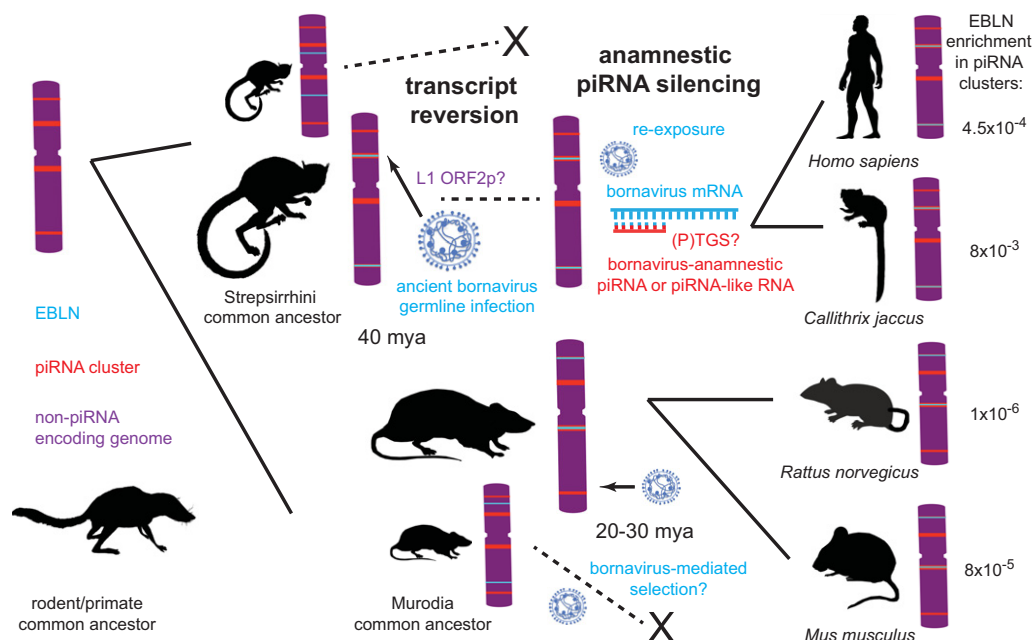 X
transcript
reversion
anamnestic
piRNA silencing
EBLN
enrichment
in piRNA
clusters:
4.5x10-4
Homo sapiens
re-exposure
bornavirus mRNA
(P)TGS?
bornavirus-anamnestic
piRNA or piRNA-like RNA
L1 ORF2p?
ancient bornavirus
germline infection
Strepsirrhini
common ancestor
40 mya
8x10-3
Callithrix jaccus
EBLN
piRNA cluster
non-piRNA
encoding genome
rodent/primate
common ancestor
1x10-6
Rattus norvegicus
20-30 mya
bornavirus-mediated
selection?
X
Murodia
common ancestor
8x10-5
Mus musculus